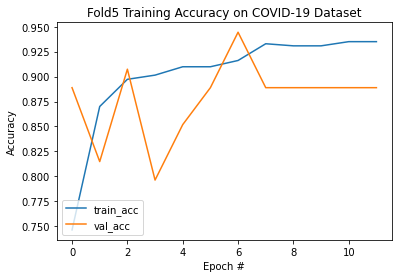 Fold5 Training Accuracy on COVID-19 Dataset
0.950
0.925
0.900
0.875
0.850
0.825
0.800
0.775
0.750
Accuracy
train_acc
val_acc
0 2 4 6 8 10
Epoch #